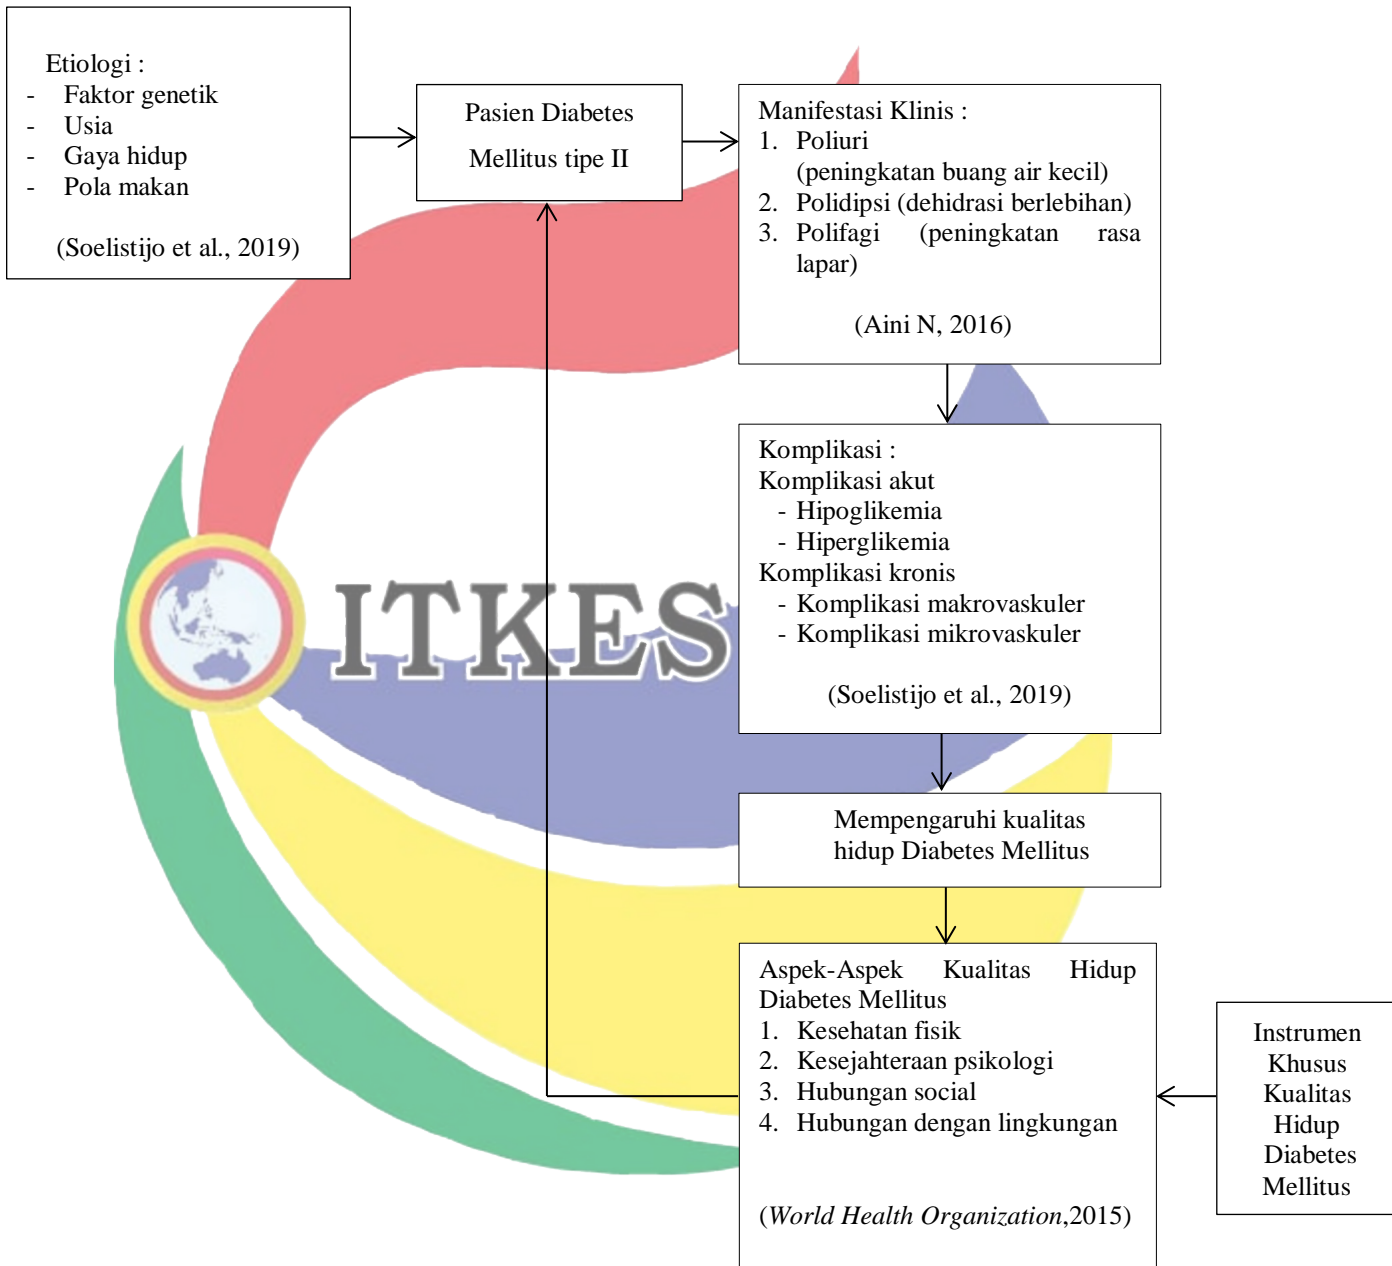 Etiologi :
- Faktor genetik
- Usia
- Gaya hidup
- Pola makan
(Soelistijo et al., 2019)
Pasien Diabetes
Mellitus tipe II
Manifestasi Klinis :
1. Poliuri
(peningkatan buang air kecil)
2. Polidipsi (dehidrasi berlebihan)
3. Polifagi (peningkatan rasa
lapar)
(Aini N, 2016)
Komplikasi :
Komplikasi akut
- Hipoglikemia
- Hiperglikemia
Komplikasi kronis
- Komplikasi makrovaskuler
- Komplikasi mikrovaskuler
(Soelistijo et al., 2019)
ITKES
Mempengaruhi kualitas
hidup Diabetes Mellitus
Aspek-Aspek Kualitas Hidup
Diabetes Mellitus
1. Kesehatan fisik
2. Kesejahteraan psikologi
3. Hubungan social
4. Hubungan dengan lingkungan
(World Health Organization,2015)
Instrumen
Khusus
Kualitas
Hidup
Diabetes
Mellitus